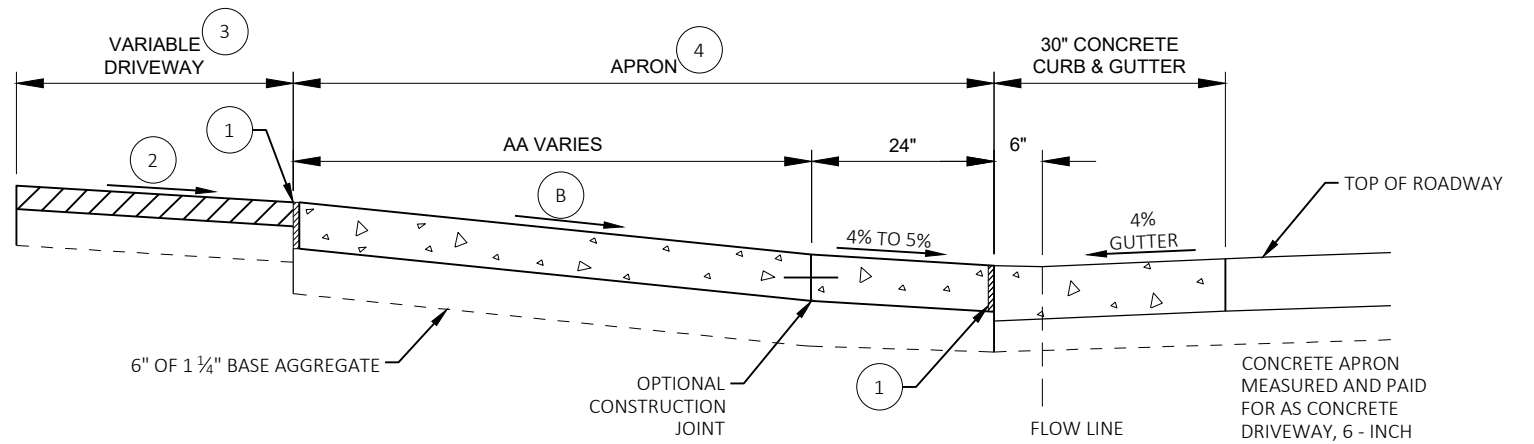 VARIABLE 3
DRIVEWAY
APRON 4
30" CONCRETE
CURB & GUTTER
1
AA VARIES
24"
6"
2
B
4% TO 5%
4%
GUTTER
TOP OF ROADWAY
6" OF 1 ¼" BASE AGGREGATE
OPTIONAL
CONSTRUCTION
JOINT
1
FLOW LINE
CONCRETE APRON
MEASURED AND PAID
FOR AS CONCRETE
DRIVEWAY, 6 - INCH